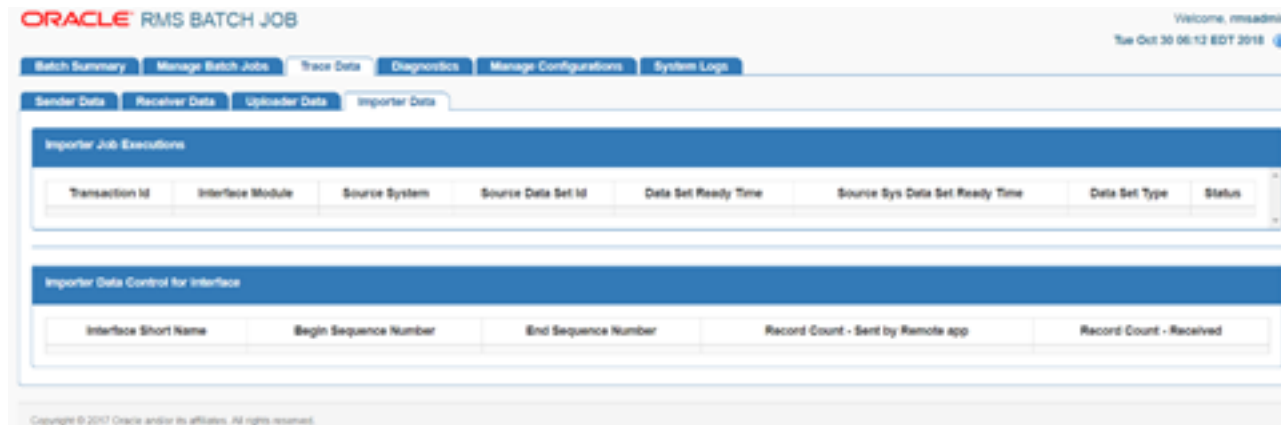 ORACLE RMS BATCH JOB
Welcome, rmsadmin
Tue Oct 30 06:12 EDT 2018
Batch Summary Manage Batch Jobs Trace Data Diagnostics Manage Configurations System Logs
Sender Data Receiver Data Uploader Data Importer Data
Importer Job Executions
Transaction Id Interface Module Source System Source Data Set Id Data Set Ready Time Source Sys Data Set Ready Time Data Set Type Status
Importer Data Control for Interface
Interface Short Name Begin Sequence Number End Sequence Number Record Count - Sent by Remote app Record Count - Received
Copyright © 2017 Oracle and/or its affiliates. All rights reserved.